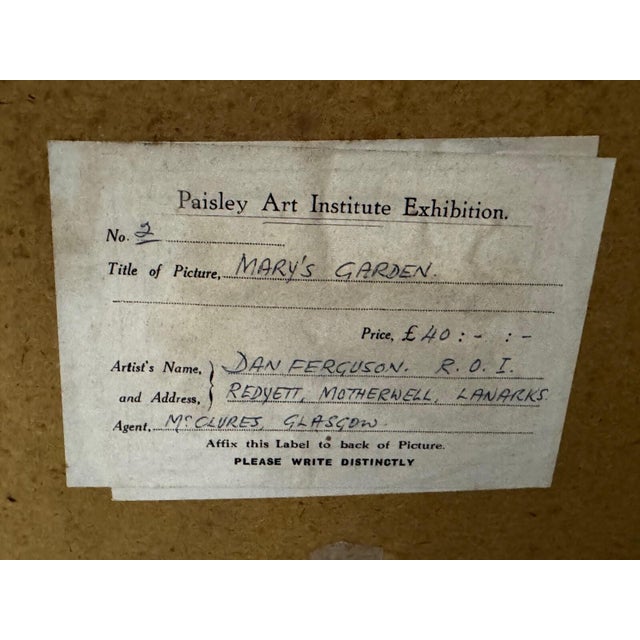 Paisley Art Institute Exhibition.
No. 2
Title of Picture, MARY'S GARDEN.
Price, £40 : - : -
Artist's Name, DAN FERGUSON. R.O.I.
and Address, REDYETT, MOTHERWELL, LANARKS.
Agent, McCLURES, GLASGOW.
Affix this Label to back of Picture.
PLEASE WRITE DISTINCTLY